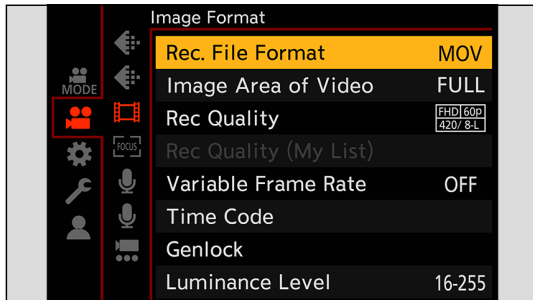 Image Format
Rec. File Format MOV
MODE
Image Area of Video FULL
Rec Quality FHD 60p 420/ 8-L
FOCUS
Rec Quality (My List)
Variable Frame Rate OFF
Time Code
Genlock
Luminance Level 16-255